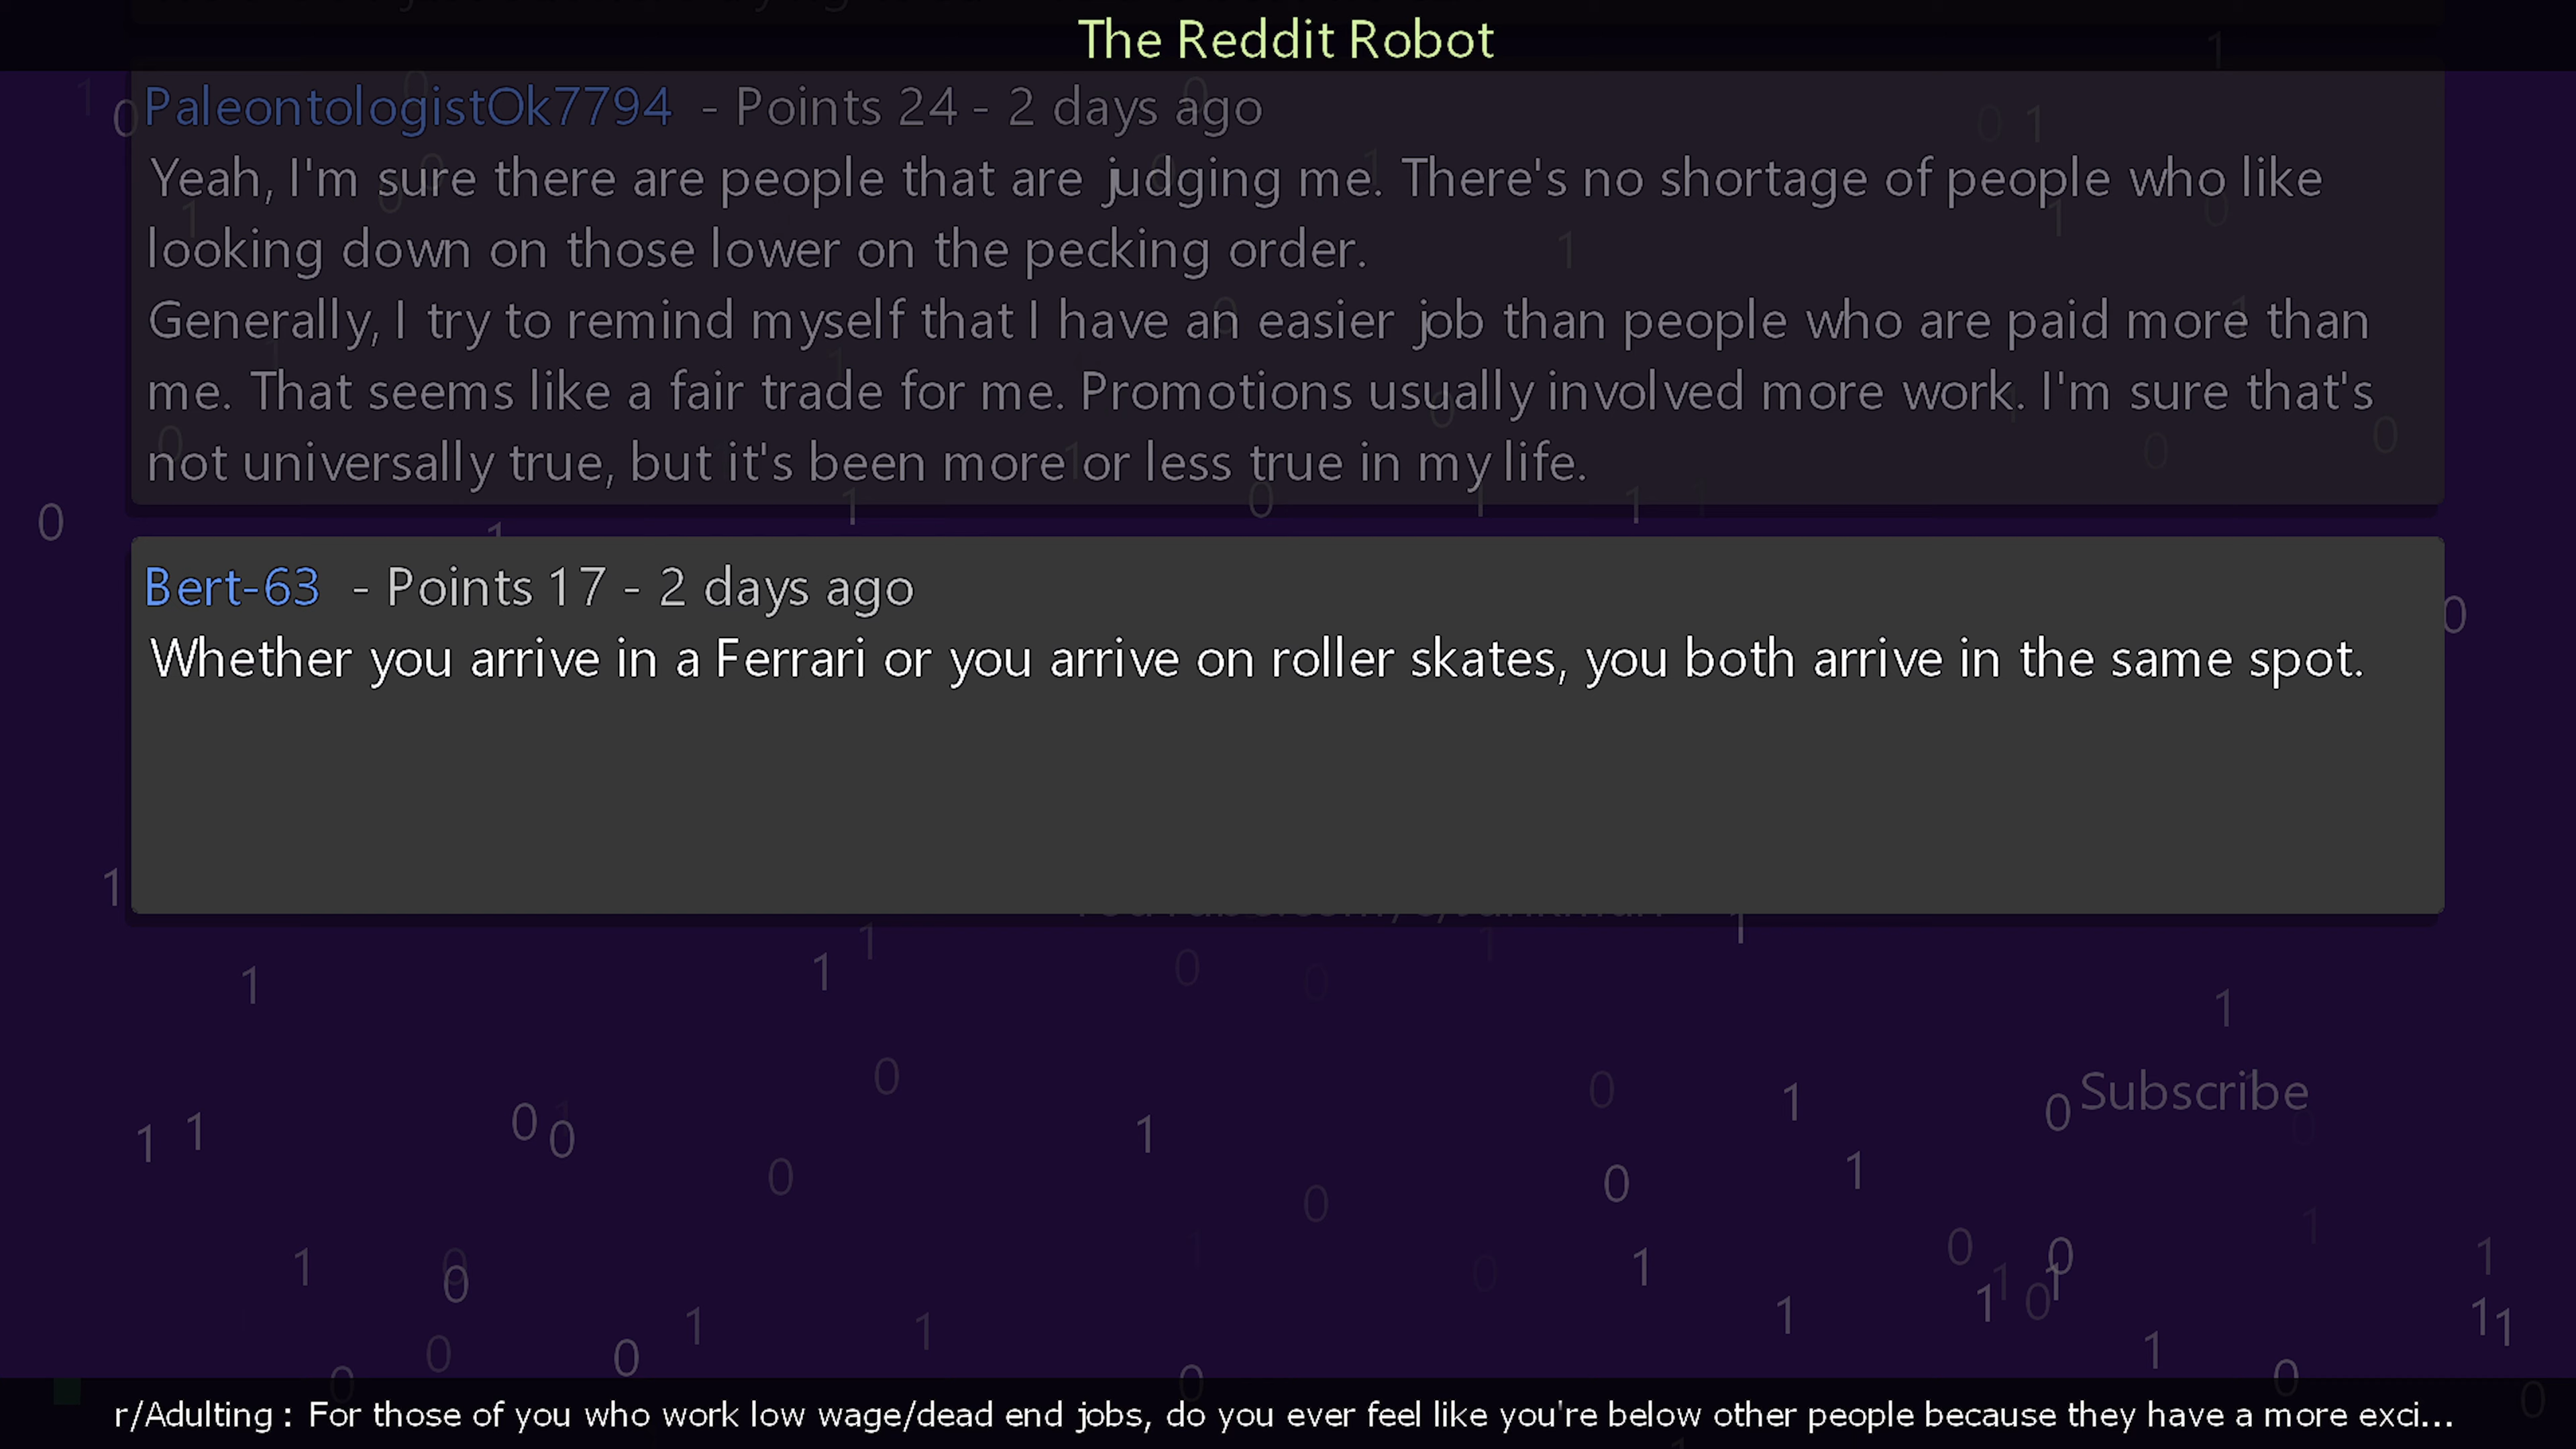 The Reddit Robot
PaleontologistOk7794 - Points 24 - 2 days ago
Yeah, I'm sure there are people that are judging me. There's no shortage of people who like
looking down on those lower on the pecking order.
Generally, I try to remind myself that I have an easier job than people who are paid more than
me. That seems like a fair trade for me. Promotions usually involved more work. I'm sure that's
not universally true, but it's been more or less true in my life.
Bert-63 - Points 17 - 2 days ago
Whether you arrive in a Ferrari or you arrive on roller skates, you both arrive in the same spot.
Subscribe
r/Adulting : For those of you who work low wage/dead end jobs, do you ever feel like you're below other people because they have a more exci...